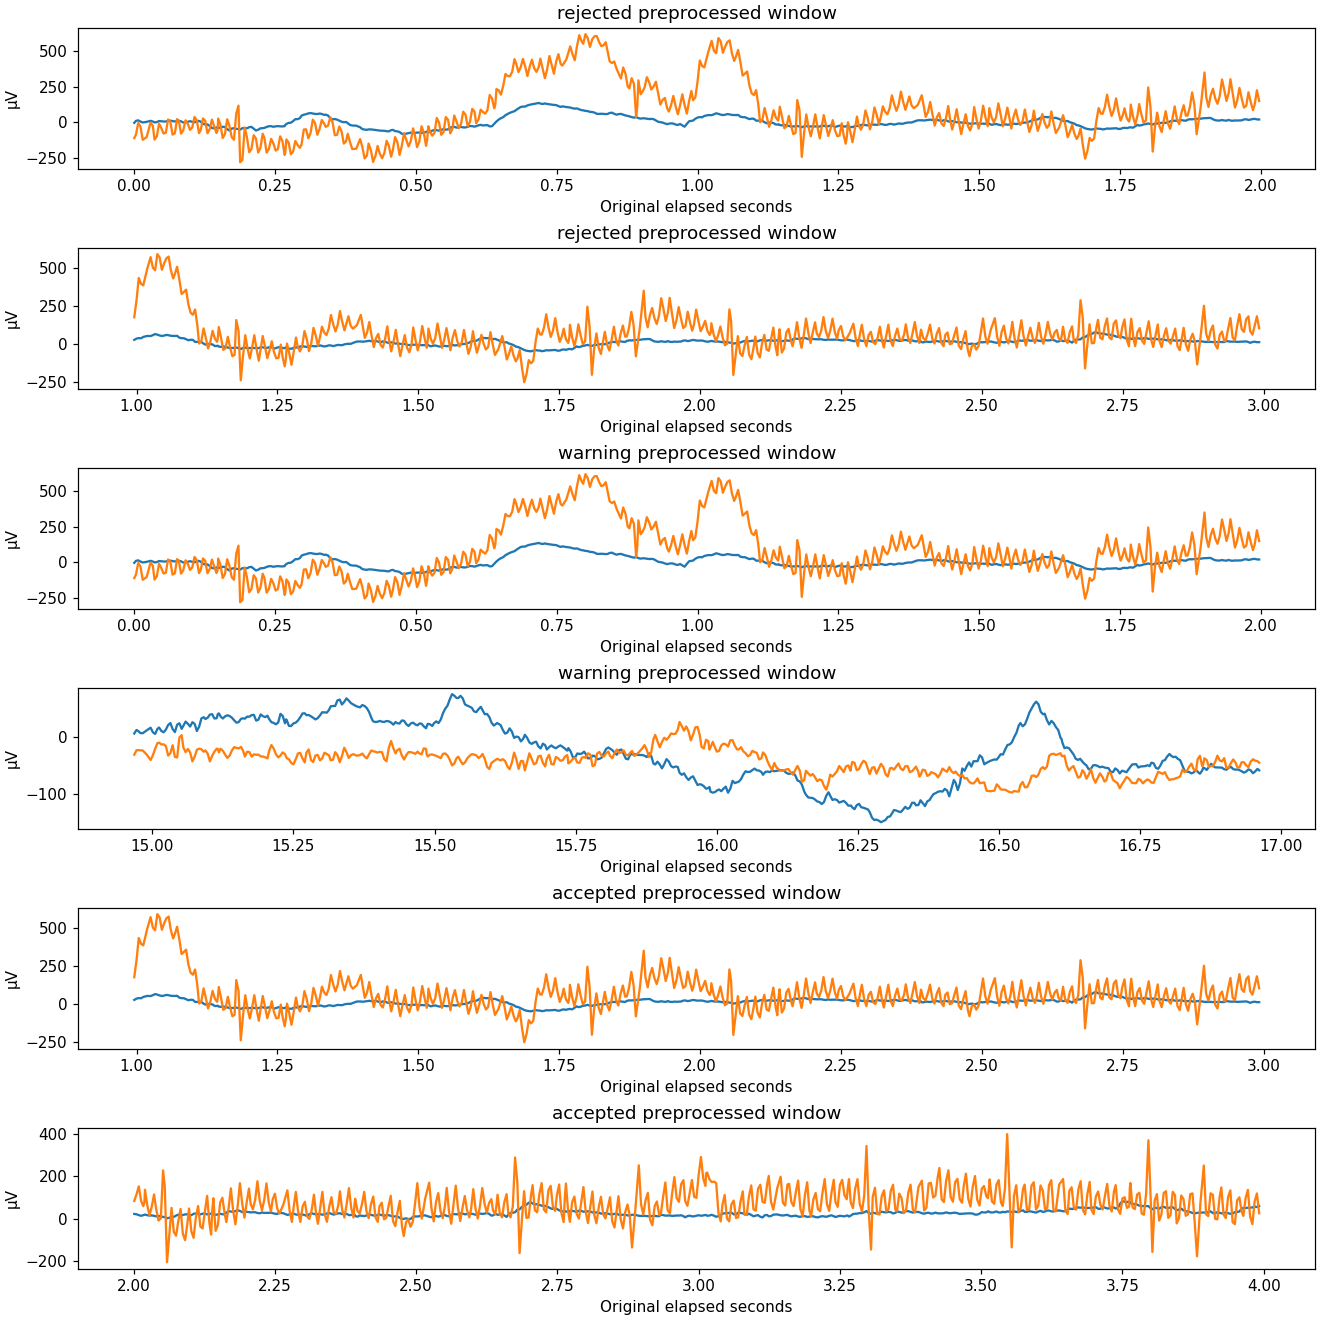 rejected preprocessed window
500
250
0
−250
µV
0.00 0.25 0.50 0.75 1.00 1.25 1.50 1.75 2.00
Original elapsed seconds
rejected preprocessed window
500
250
0
−250
µV
1.00 1.25 1.50 1.75 2.00 2.25 2.50 2.75 3.00
Original elapsed seconds
warning preprocessed window
500
250
0
−250
µV
0.00 0.25 0.50 0.75 1.00 1.25 1.50 1.75 2.00
Original elapsed seconds
warning preprocessed window
0
−100
µV
15.00 15.25 15.50 15.75 16.00 16.25 16.50 16.75 17.00
Original elapsed seconds
accepted preprocessed window
500
250
0
−250
µV
1.00 1.25 1.50 1.75 2.00 2.25 2.50 2.75 3.00
Original elapsed seconds
accepted preprocessed window
400
200
0
−200
µV
2.00 2.25 2.50 2.75 3.00 3.25 3.50 3.75 4.00
Original elapsed seconds